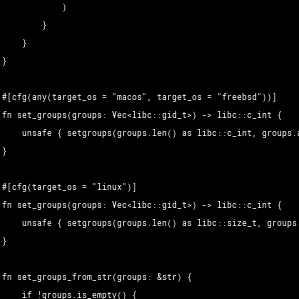 )
}
}
}
#[cfg(any(target_os = "macos", target_os = "freebsd"))]
fn set_groups(groups: Vec<libc::gid_t>) -> libc::c_int {
unsafe { setgroups(groups.len() as libc::c_int, groups.a
}
#[cfg(target_os = "linux")]
fn set_groups(groups: Vec<libc::gid_t>) -> libc::c_int {
unsafe { setgroups(groups.len() as libc::size_t, groups
}
fn set_groups_from_str(groups: &str) {
if !groups.is_empty() {